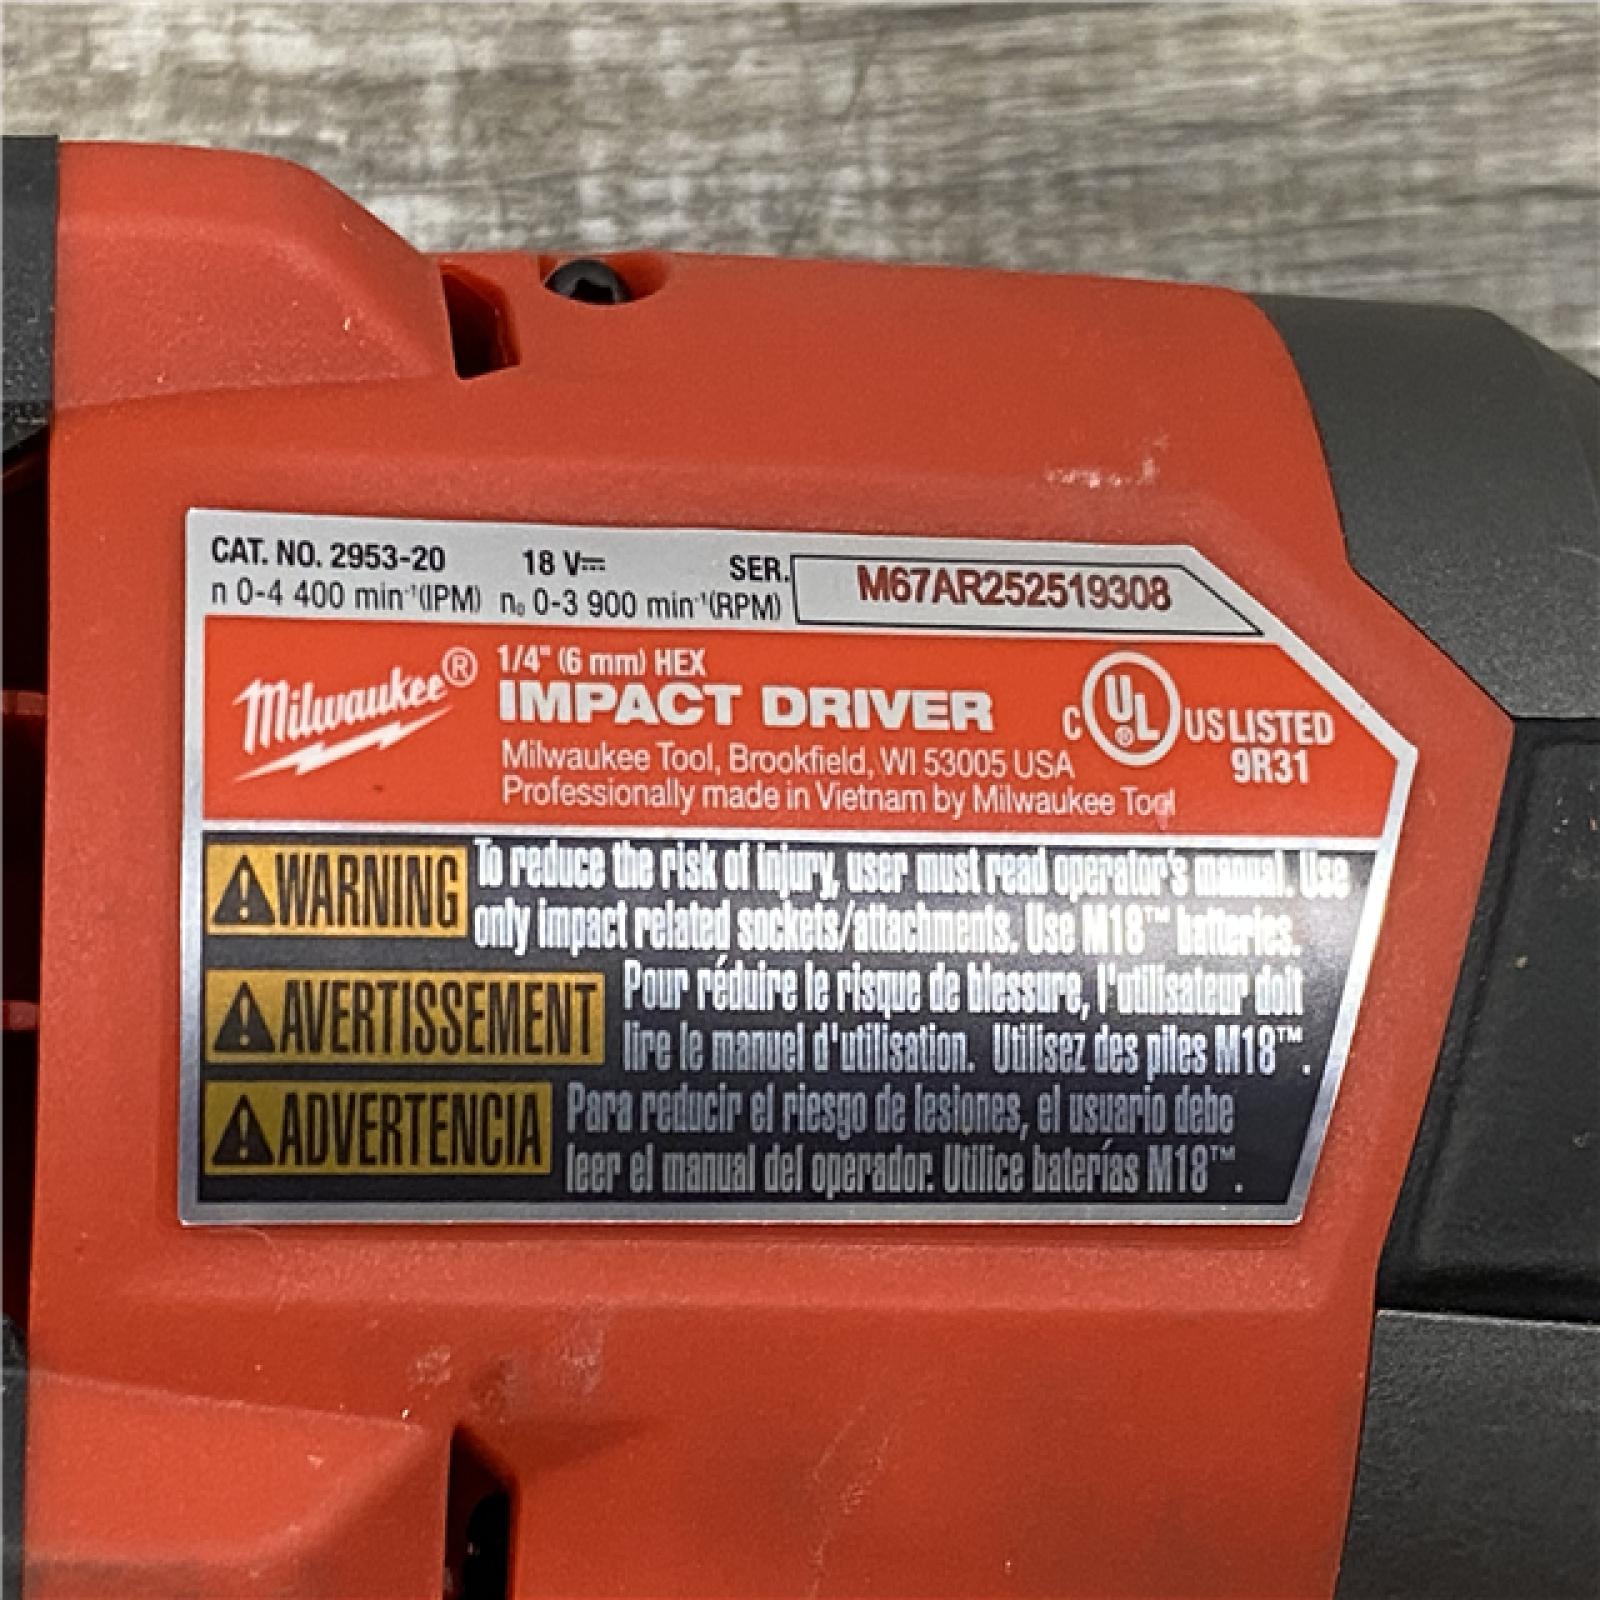 CAT. NO. 2953-20 18 V⎓ SER. M67AR252519308
n 0-4 400 min⁻¹(IPM) n₀ 0-3 900 min⁻¹(RPM)
Milwaukee® 1/4" (6 mm) HEX
IMPACT DRIVER
Milwaukee Tool, Brookfield, WI 53005 USA
Professionally made in Vietnam by Milwaukee Tool
C UL® US LISTED
9R31
WARNING To reduce the risk of injury, user must read operator's manual. Use
only impact related sockets/attachments. Use M18™ batteries.
AVERTISSEMENT Pour réduire le risque de blessure, l'utilisateur doit
lire le manuel d'utilisation. Utilisez des piles M18™.
ADVERTENCIA Para reducir el riesgo de lesiones, el usuario debe
leer el manual del operador. Utilice baterías M18™.